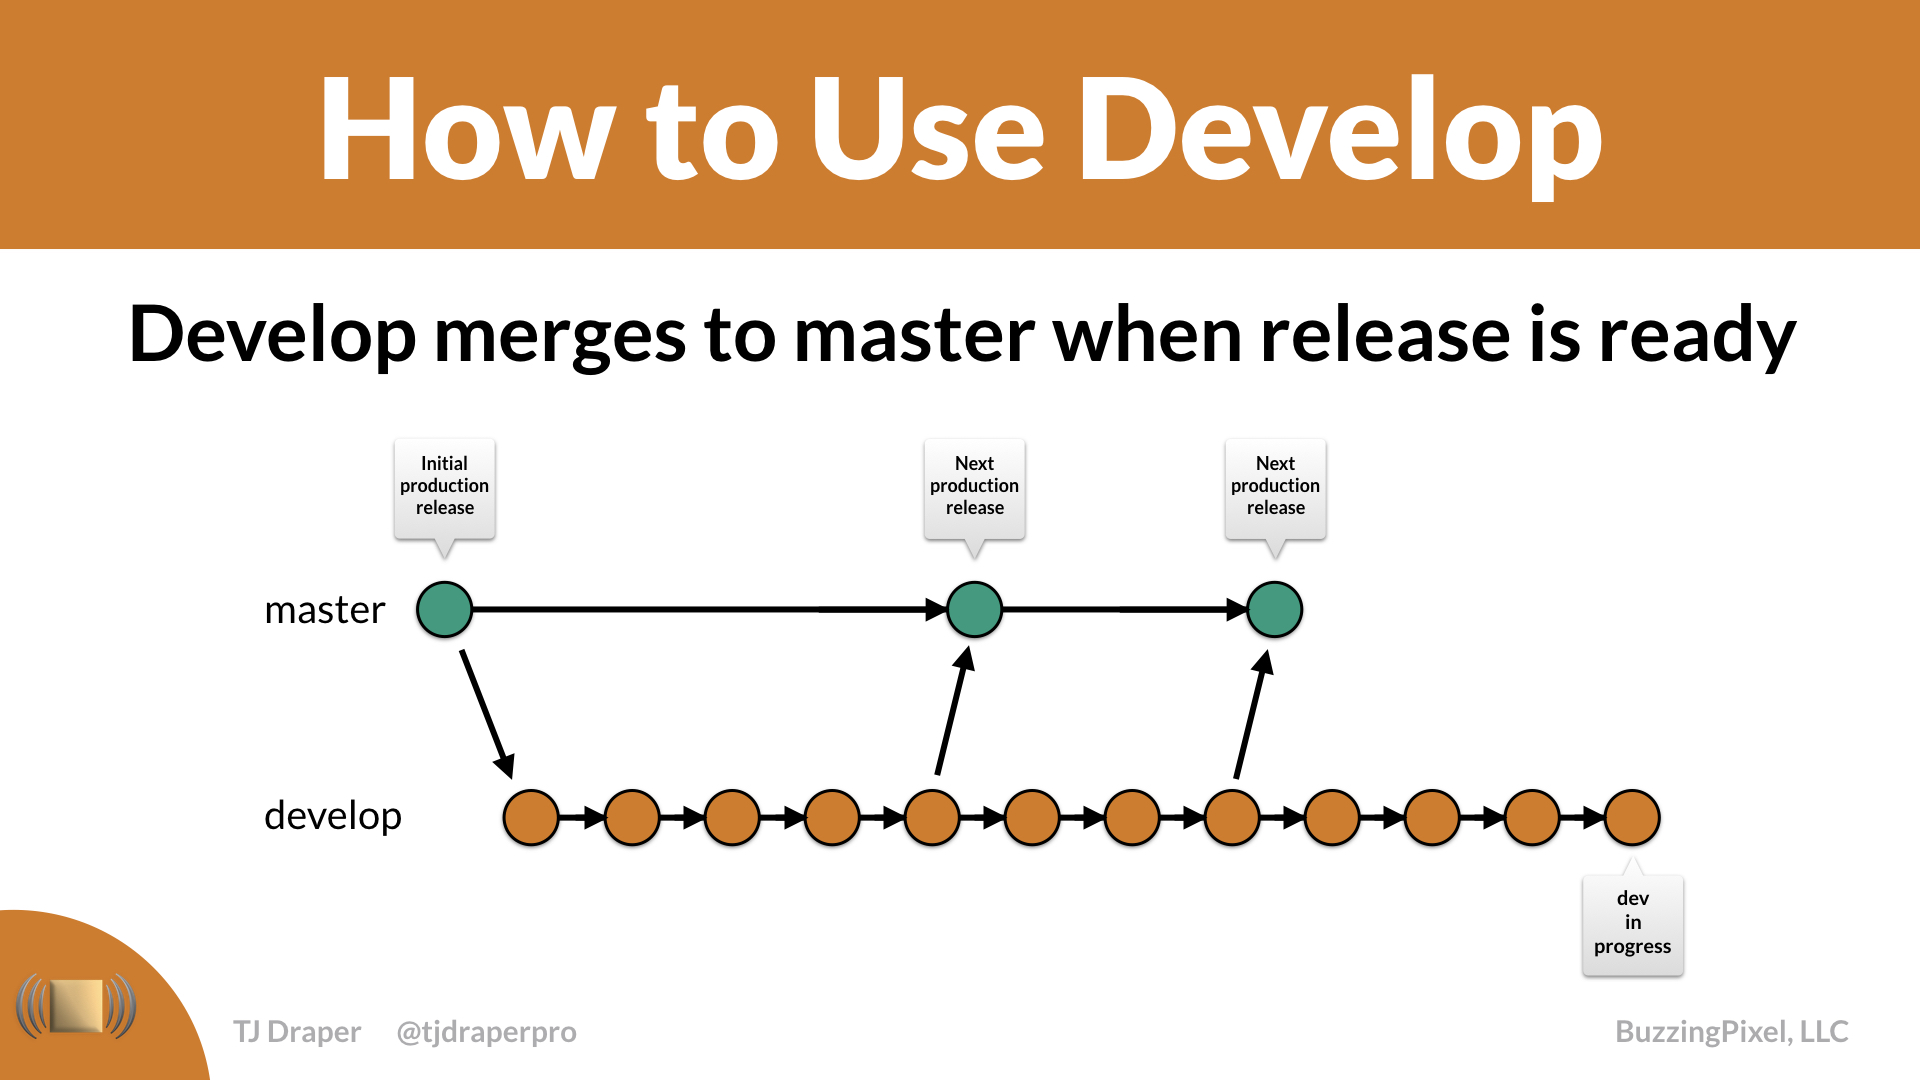 How to Use Develop
Develop merges to master when release is ready
Initial
production
release
Next
production
release
Next
production
release
master
develop
dev
in
progress
TJ Draper @tjdraperpro
BuzzingPixel, LLC